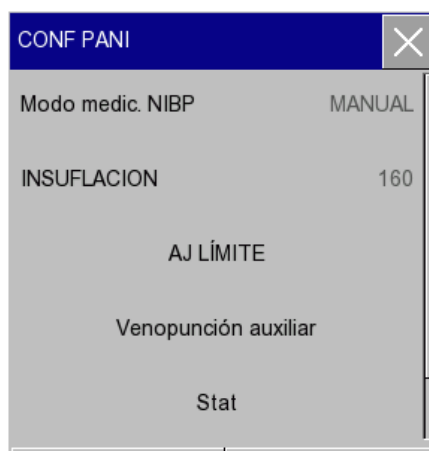 CONF PANI
Modo medic. NIBP MANUAL
INSUFLACION 160
AJ LÍMITE
Venopunción auxiliar
Stat